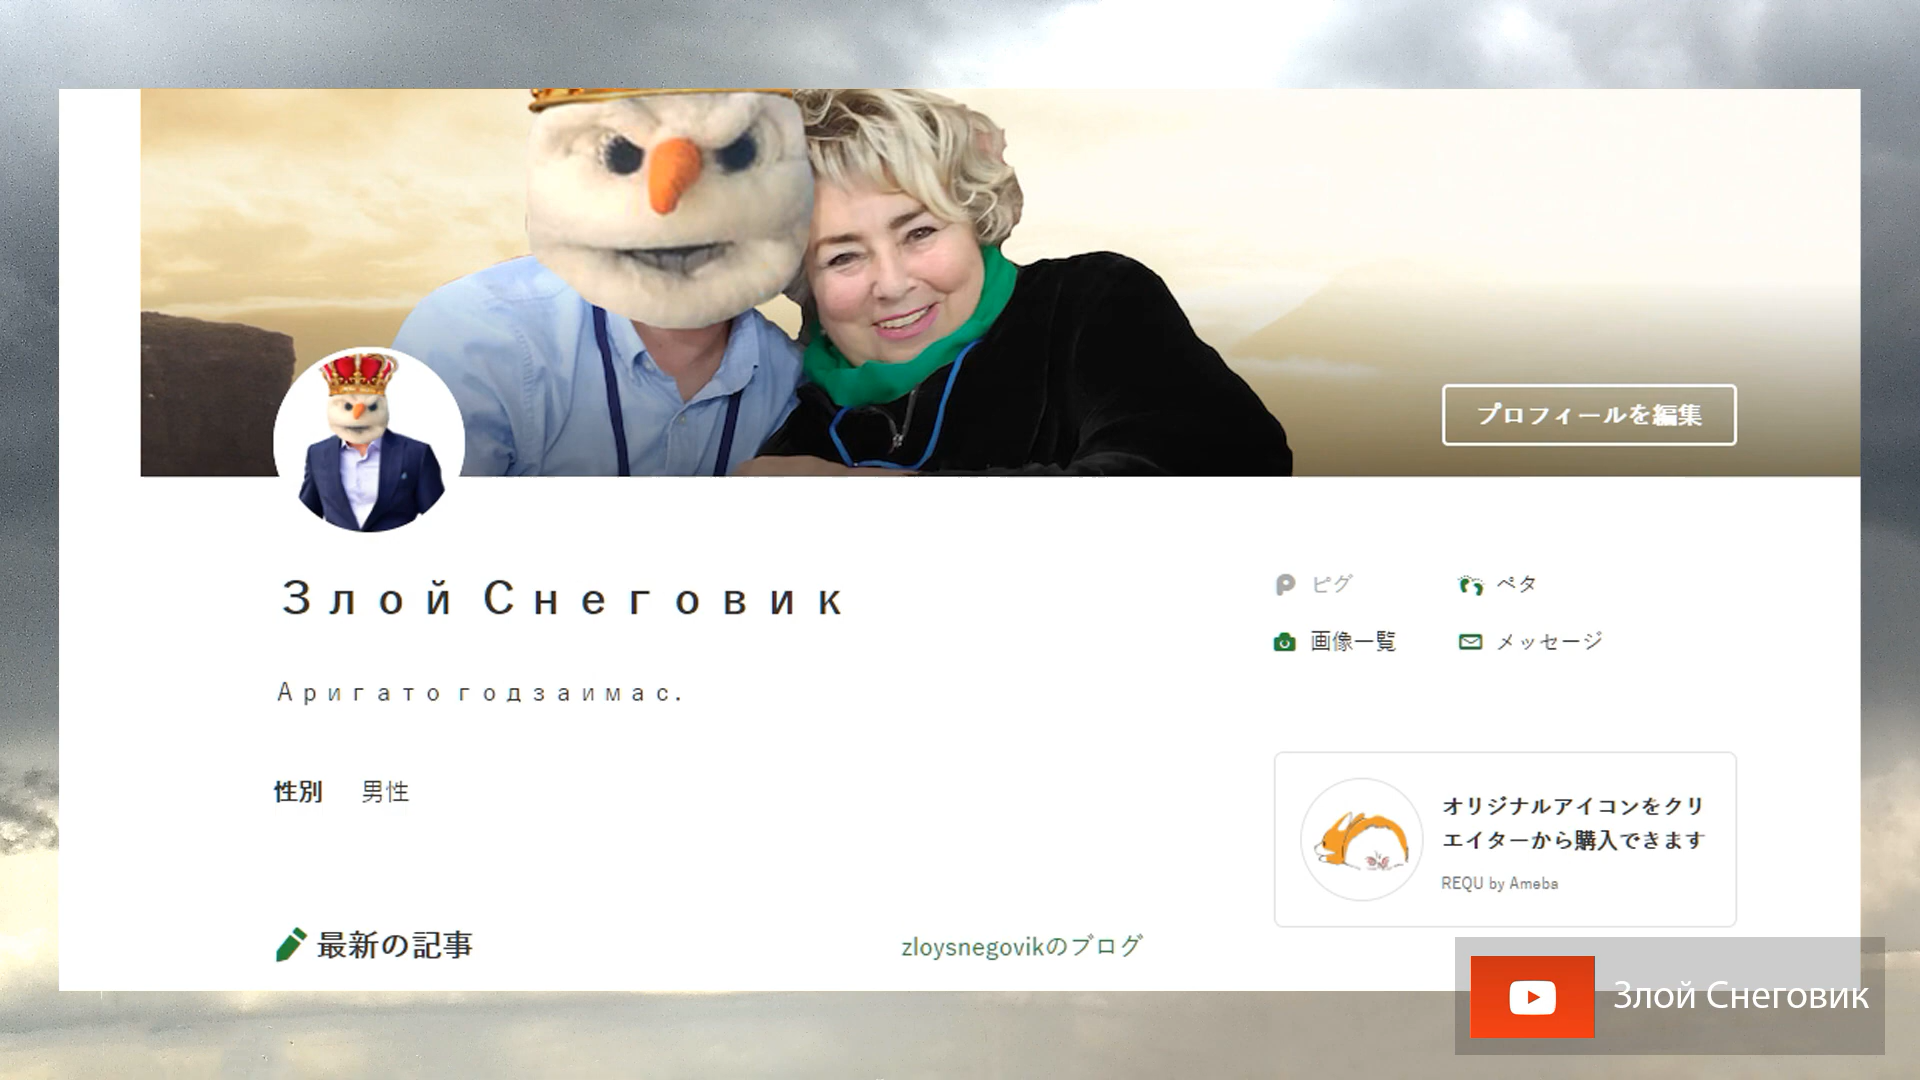 プロフィールを編集
Злой Снеговик
ピグ
ペタ
画像一覧
メッセージ
Аригато годзаимас.
性別 男性
オリジナルアイコンをクリ
エイターから購入できます
REQU by Ameba
最新の記事
zloysnegovikのブログ
Злой Снеговик